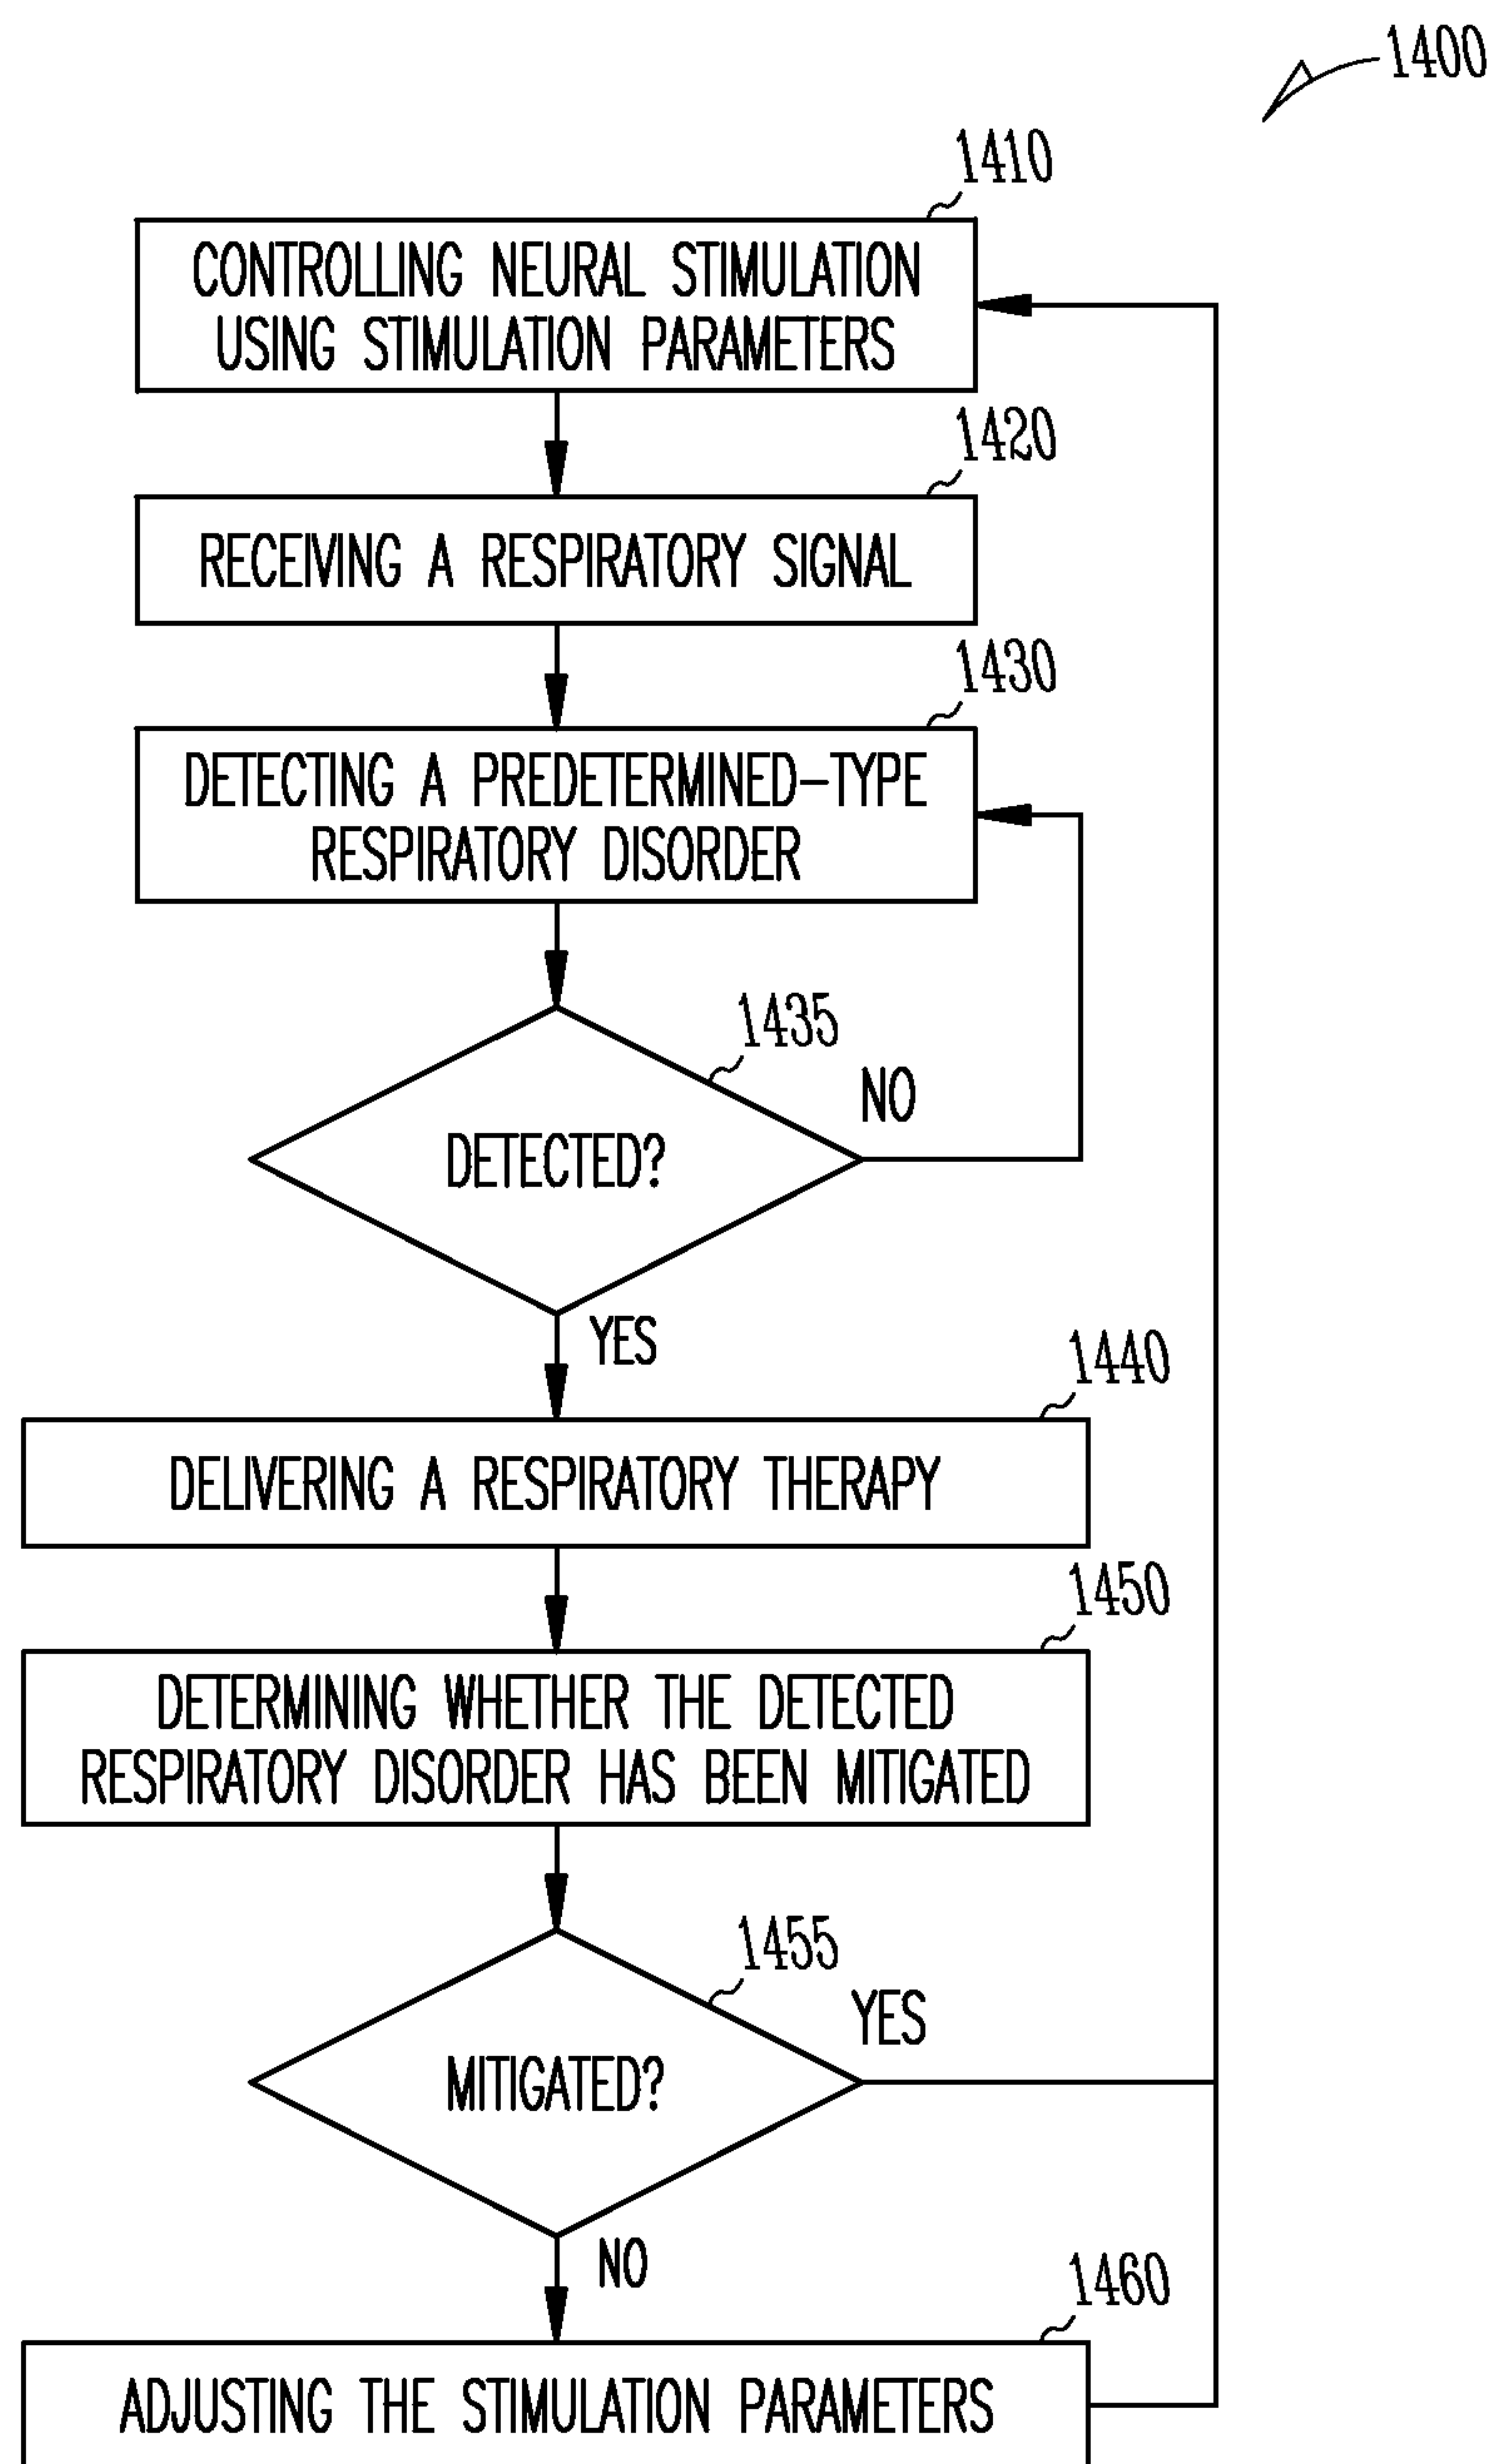 1400
1410
CONTROLLING NEURAL STIMULATION
USING STIMULATION PARAMETERS
1420
RECEIVING A RESPIRATORY SIGNAL
1430
DETECTING A PREDETERMINED-TYPE
RESPIRATORY DISORDER
1435
NO
DETECTED?
YES
1440
DELIVERING A RESPIRATORY THERAPY
1450
DETERMINING WHETHER THE DETECTED
RESPIRATORY DISORDER HAS BEEN MITIGATED
1455
YES
MITIGATED?
NO
1460
ADJUSTING THE STIMULATION PARAMETERS